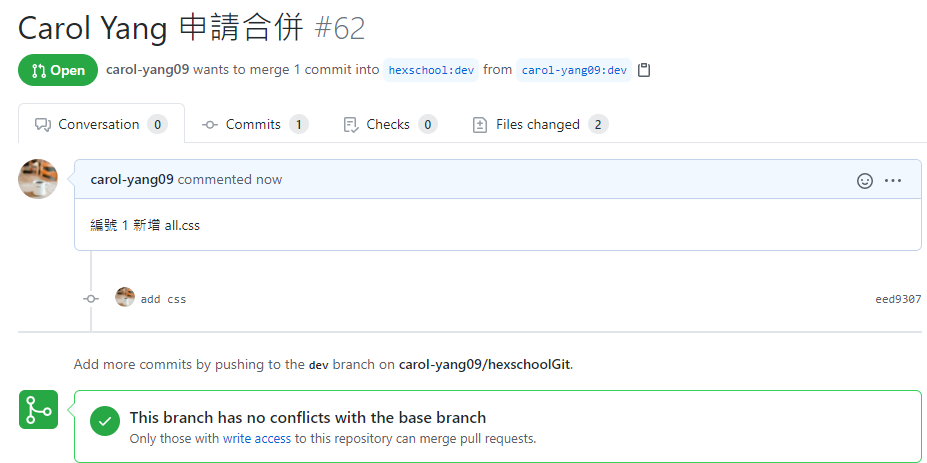 Carol Yang 申請合併 #62
Open carol-yang09 wants to merge 1 commit into hexschool:dev from carol-yang09:dev
Conversation 0 Commits 1 Checks 0 Files changed 2
carol-yang09 commented now
編號 1 新增 all.css
add css eed9307
Add more commits by pushing to the dev branch on carol-yang09/hexschoolGit.
This branch has no conflicts with the base branch
Only those with write access to this repository can merge pull requests.